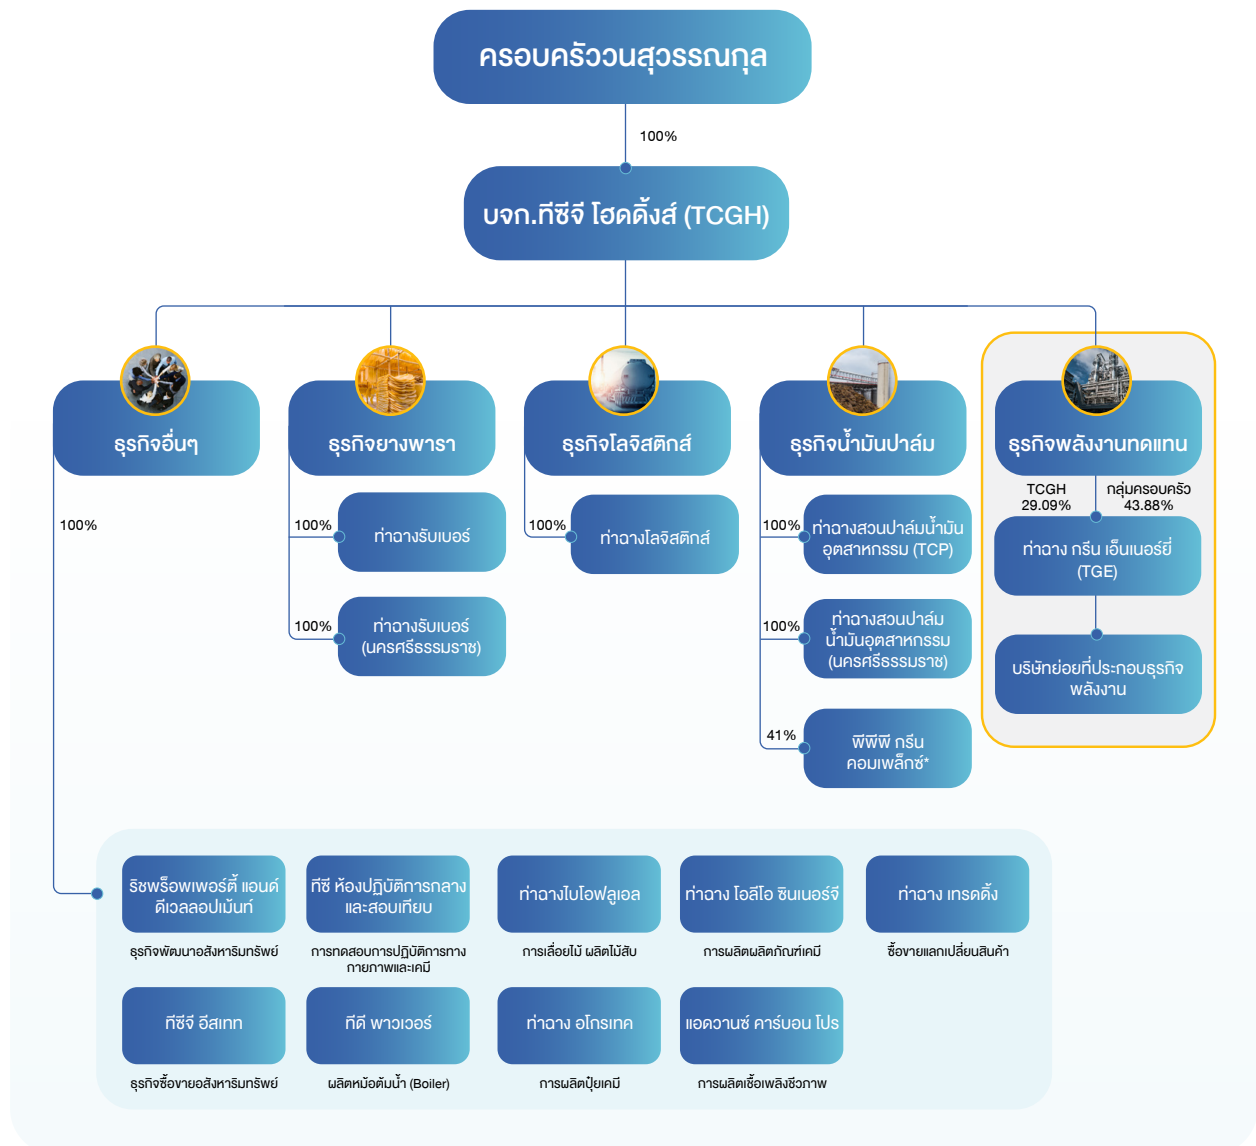 ครอบครัววนสุวรรณกุล
100%
บจก.ทีซีจี โฮดดิ้งส์ (TCGH)
ธุรกิจอื่นๆ
ธุรกิจยางพารา
ธุรกิจโลจิสติกส์
ธุรกิจน้ำมันปาล์ม
ธุรกิจพลังงานทดแทน
100%
100%
ท่าฉางรับเบอร์
100%
ท่าฉางรับเบอร์
(นครศรีธรรมราช)
100%
ท่าฉางโลจิสติกส์
100%
ท่าฉางสวนปาล์มน้ำมัน
อุตสาหกรรม (TCP)
100%
ท่าฉางสวนปาล์ม
น้ำมันอุตสาหกรรม
(นครศรีธรรมราช)
41%
พีพีพี กรีน
คอมเพล็กซ์*
TCGH
29.09%
กลุ่มครอบครัว
43.88%
ท่าฉาง กรีน เอ็นเนอร์ยี่
(TGE)
บริษัทย่อยที่ประกอบธุรกิจ
พลังงาน
ริชพร็อพเพอร์ตี้ แอนด์
ดีเวลลอปเม้นท์
ธุรกิจพัฒนาอสังหาริมทรัพย์
ทีซี ห้องปฏิบัติการกลาง
และสอบเทียบ
การทดสอบการปฏิบัติการทาง
กายภาพและเคมี
ท่าฉางไบโอฟลูเอล
การเลื่อยไม้ ผลิตไม้สับ
ท่าฉาง โอลีโอ ซินเนอร์จี
การผลิตผลิตภัณฑ์เคมี
ท่าฉาง เทรดดิ้ง
ซื้อขายแลกเปลี่ยนสินค้า
ทีซีจี อีสเทท
ธุรกิจซื้อขายอสังหาริมทรัพย์
ทีดี พาวเวอร์
ผลิตหม้อต้มน้ำ (Boiler)
ท่าฉาง อโกรเทค
การผลิตปุ๋ยเคมี
แอดวานซ์ คาร์บอน โปร
การผลิตเชื้อเพลิงชีวภาพ